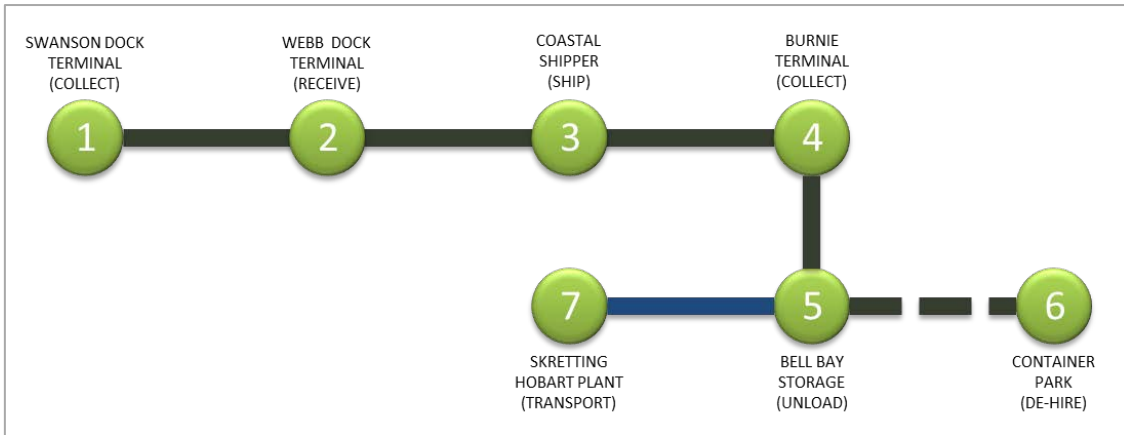 SWANSON DOCK
TERMINAL
(COLLECT)
WEBB DOCK
TERMINAL
(RECEIVE)
COASTAL
SHIPPER
(SHIP)
BURNIE
TERMINAL
(COLLECT)
1
2
3
4
7
5
6
SKRETTING
HOBART PLANT
(TRANSPORT)
BELL BAY
STORAGE
(UNLOAD)
CONTAINER
PARK
(DE-HIRE)